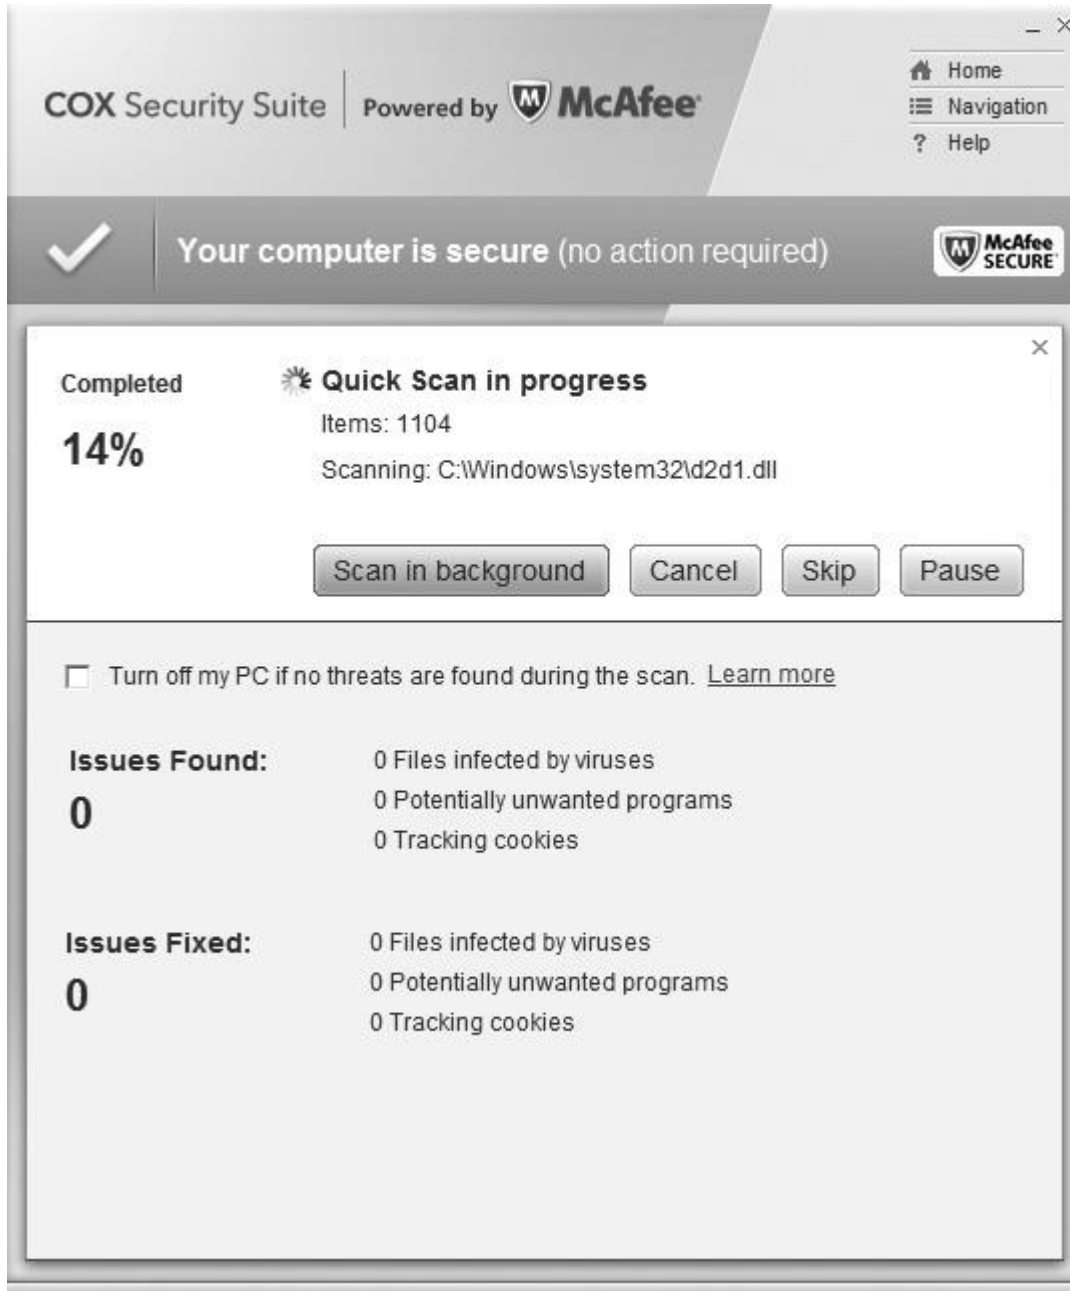 COX Security Suite Powered by McAfee
Home
Navigation
? Help
Your computer is secure (no action required)
McAfee
SECURE
Completed
14%
Quick Scan in progress
Items: 1104
Scanning: C:\Windows\system32\d2d1.dll
Scan in background Cancel Skip Pause
Turn off my PC if no threats are found during the scan. Learn more
Issues Found:
0
0 Files infected by viruses
0 Potentially unwanted programs
0 Tracking cookies
Issues Fixed:
0
0 Files infected by viruses
0 Potentially unwanted programs
0 Tracking cookies